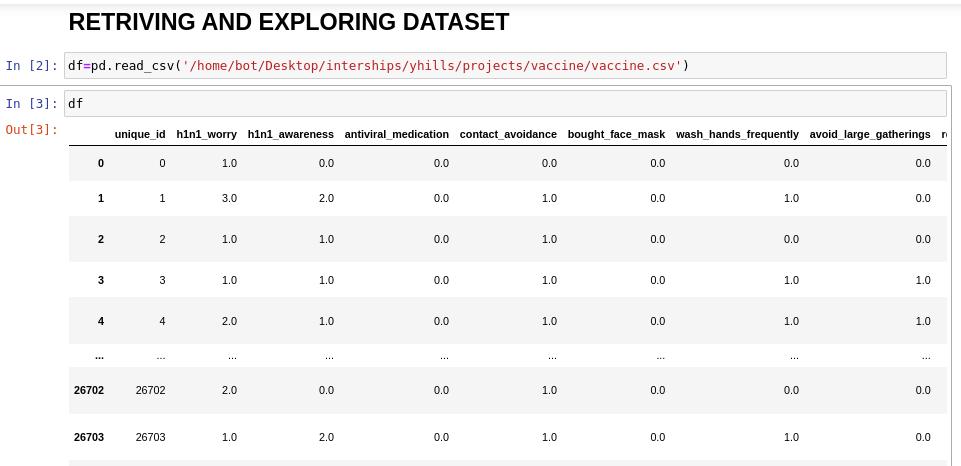 RETRIVING AND EXPLORING DATASET
In [2]: df=pd.read_csv('/home/bot/Desktop/interships/yhills/projects/vaccine/vaccine.csv')
In [3]: df
Out[3]:
unique_id h1n1_worry h1n1_awareness antiviral_medication contact_avoidance bought_face_mask wash_hands_frequently avoid_large_gatherings
0 0 1.0 0.0 0.0 0.0 0.0 0.0 0.0
1 1 3.0 2.0 0.0 1.0 0.0 1.0 0.0
2 2 1.0 1.0 0.0 1.0 0.0 0.0 0.0
3 3 1.0 1.0 0.0 1.0 0.0 1.0 1.0
4 4 2.0 1.0 0.0 1.0 0.0 1.0 1.0
... ... ... ... ... ... ... ... ...
26702 26702 2.0 0.0 0.0 1.0 0.0 0.0 0.0
26703 26703 1.0 2.0 0.0 1.0 0.0 1.0 0.0